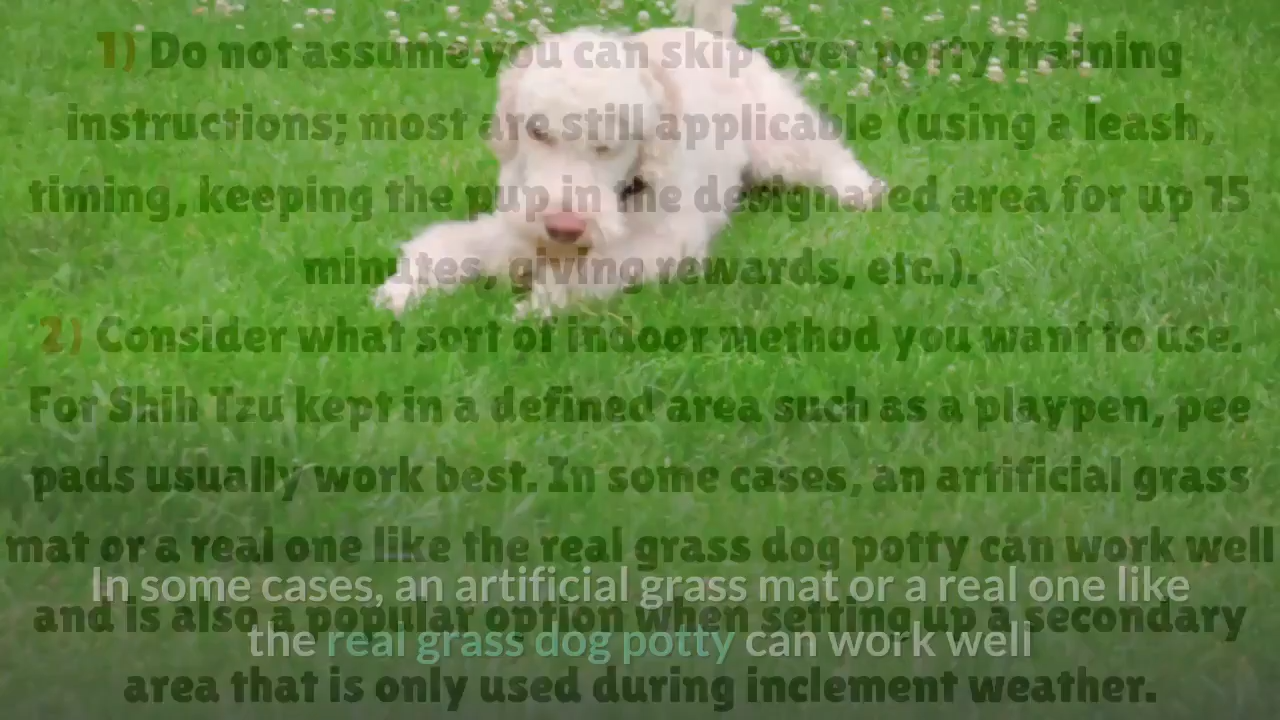 1) Do not assume you can skip over potty training
instructions; most are still applicable (using a leash,
timing, keeping the pup in the designated area for up 15
minutes, giving rewards, etc.).
2) Consider what sort of indoor method you want to use.
For Shih Tzu kept in a defined area such as a playpen, pee
pads usually work best. In some cases, an artificial grass
mat or a real one like the real grass dog potty can work well
In some cases, an artificial grass mat or a real one like
and is also a popular option when setting up a secondary
the real grass dog potty can work well
area that is only used during inclement weather.